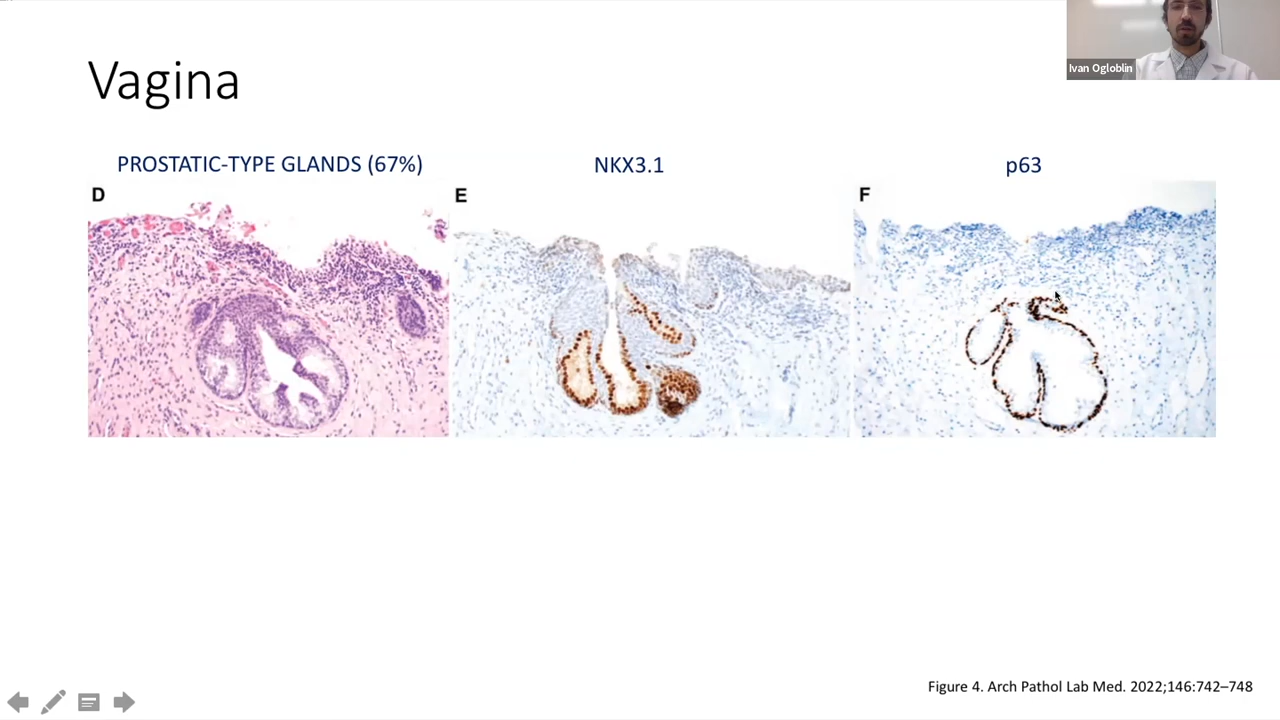 Ivan Ogloblin
Vagina
PROSTATIC-TYPE GLANDS (67%)
NKX3.1
p63
D
E
F
Figure 4. Arch Pathol Lab Med. 2022;146:742–748